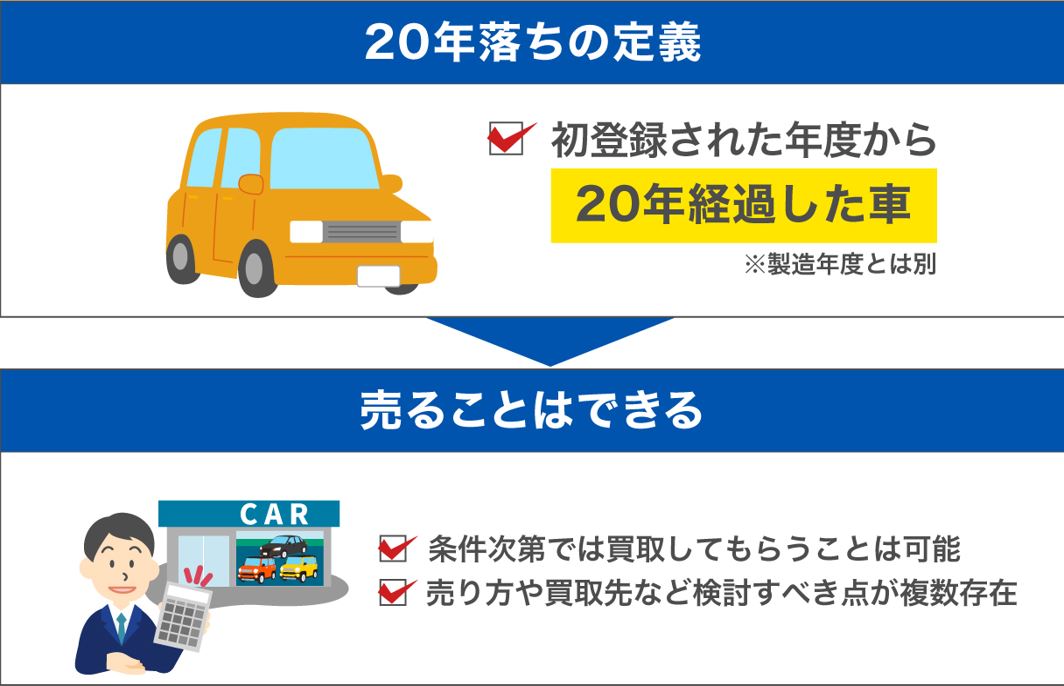 20年落ちの定義
初登録された年度から
20年経過した車
※製造年度とは別
売ることはできる
CAR
条件次第では買取してもらうことは可能
売り方や買取先など検討すべき点が複数存在